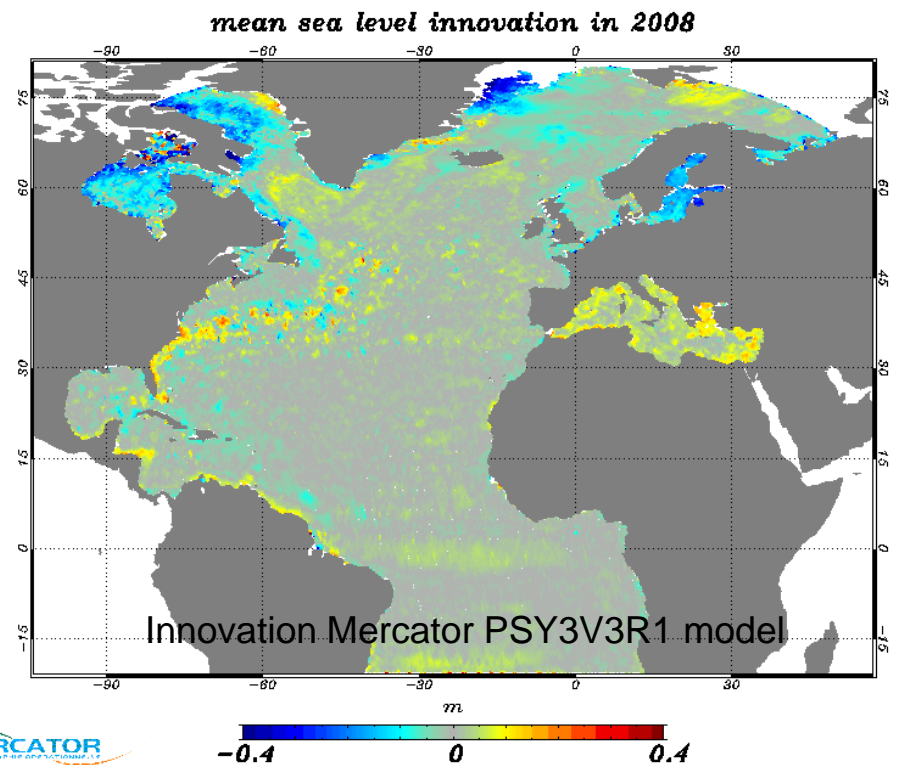 mean sea level innovation in 2008
−90 −60 −30 0 30
75 75
60 60
45 45
30 30
15 15
0 0
−15 −15
Innovation Mercator PSY3V3R1 model
−90 −60 −30 0 30
m
RCATOR
−0.4 0 0.4